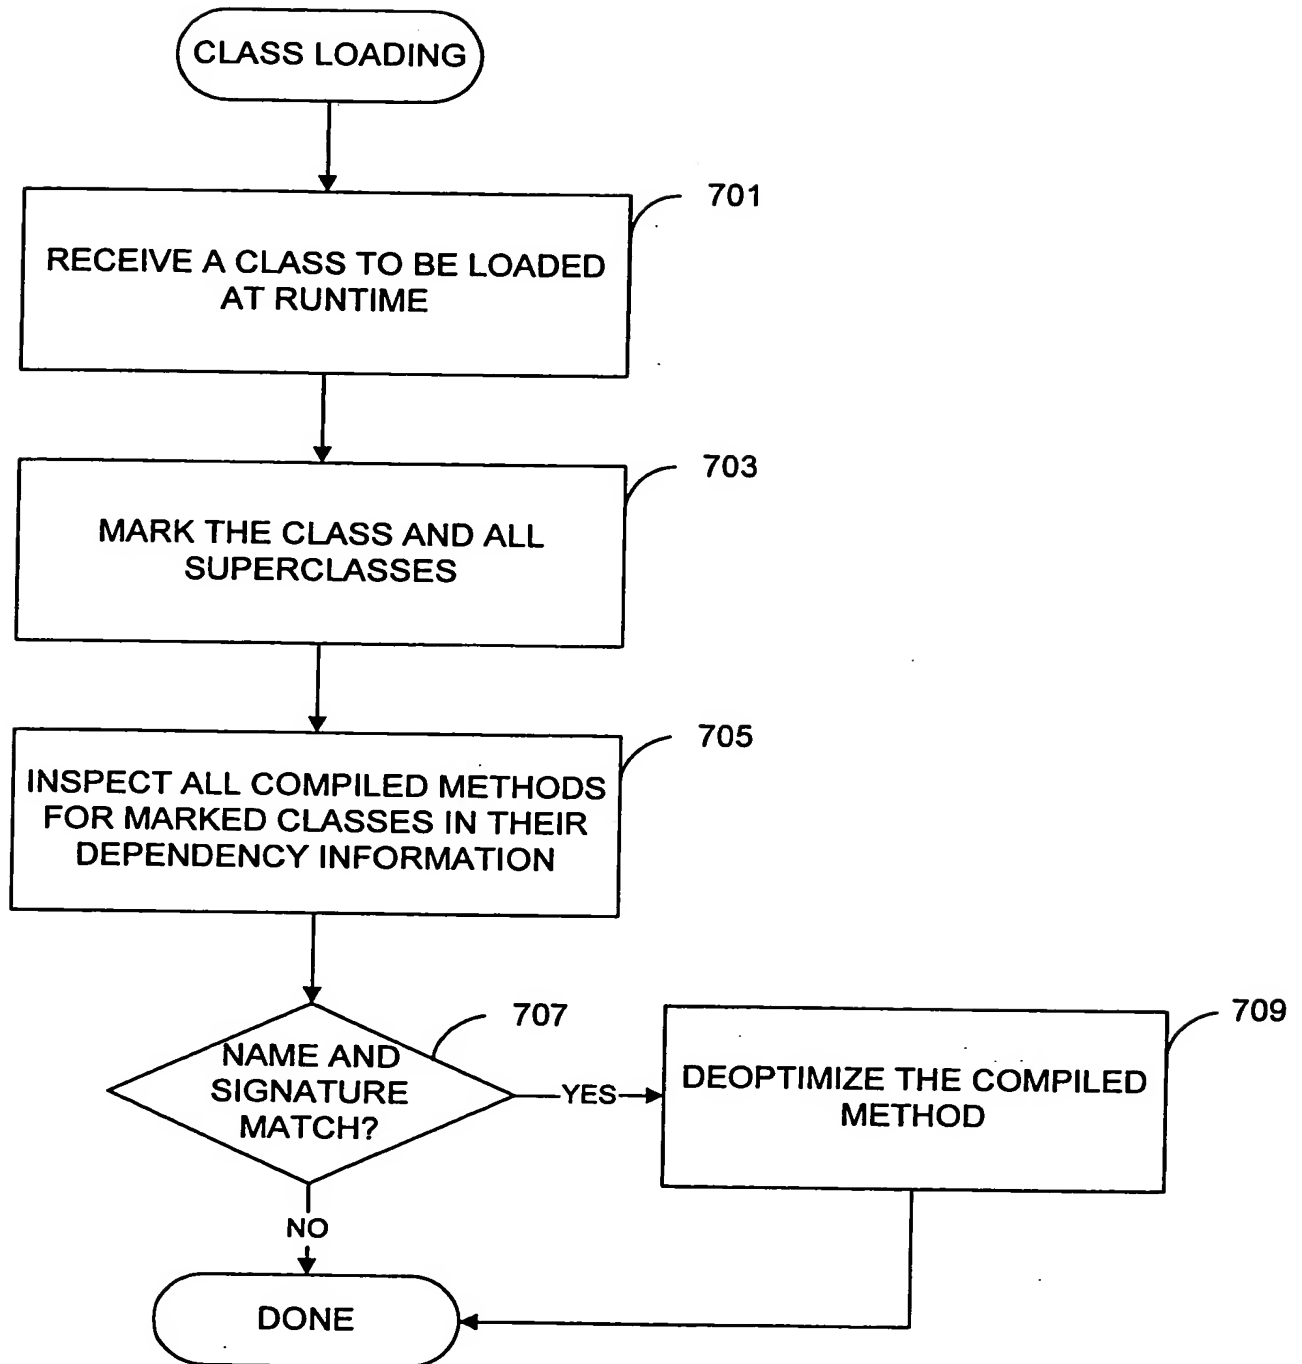 CLASS LOADING
701
RECEIVE A CLASS TO BE LOADED
AT RUNTIME
703
MARK THE CLASS AND ALL
SUPERCLASSES
705
INSPECT ALL COMPILED METHODS
FOR MARKED CLASSES IN THEIR
DEPENDENCY INFORMATION
707
NAME AND
SIGNATURE
MATCH?
YES
709
DEOPTIMIZE THE COMPILED
METHOD
NO
DONE